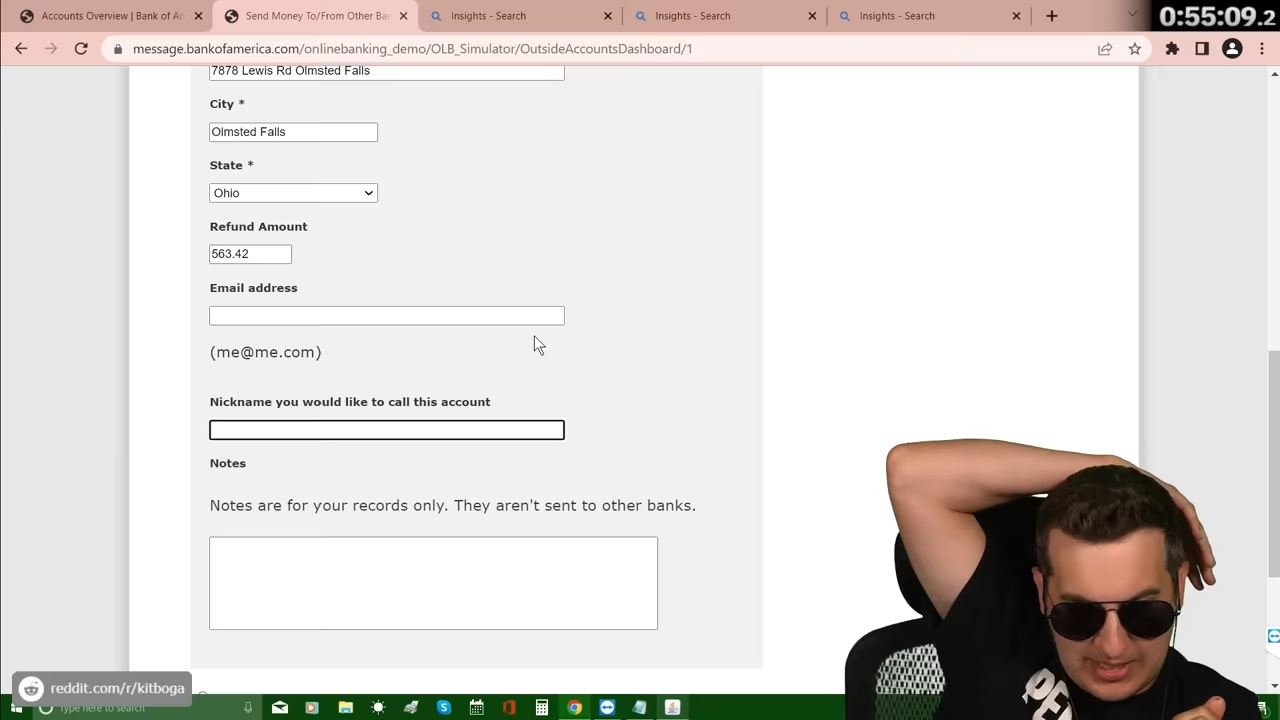 Accounts Overview | Bank of Am
Send Money To/From Other Ba
Insights - Search
Insights - Search
Insights - Search
0:55:09.2
message.bankofamerica.com/onlinebanking_demo/OLB_Simulator/OutsideAccountsDashboard/1
7878 Lewis Rd Olmsted Falls
City *
Olmsted Falls
State *
Ohio
Refund Amount
563.42
Email address
(me@me.com)
Nickname you would like to call this account
Notes
Notes are for your records only. They aren't sent to other banks.
reddit.com/r/kitboga
Type here to search